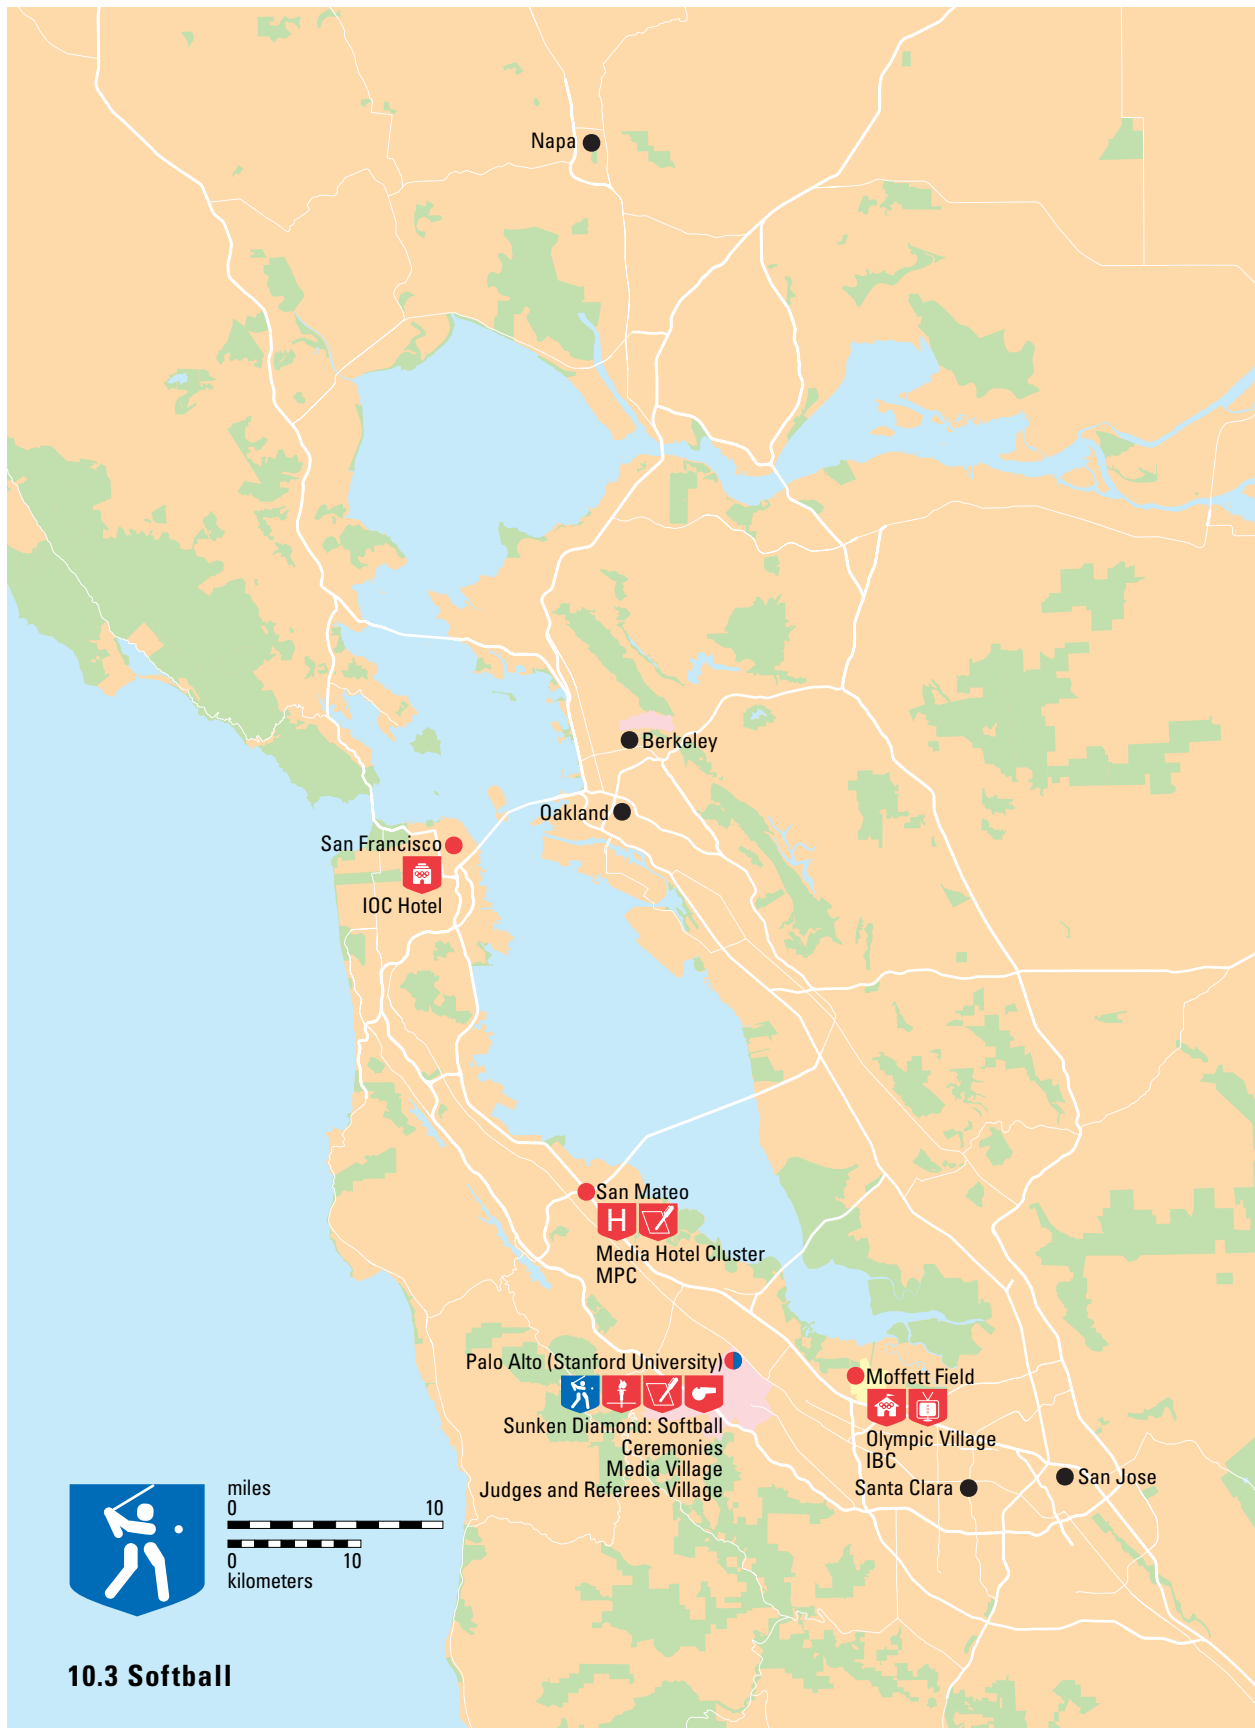 Napa
Berkeley
Oakland
San Francisco
IOC Hotel
San Mateo
H
Media Hotel Cluster
MPC
Palo Alto (Stanford University)
Sunken Diamond: Softball
Ceremonies
Media Village
Judges and Referees Village
Moffett Field
Olympic Village
IBC
Santa Clara
San Jose
miles
0 10
0 10
kilometers
10.3 Softball